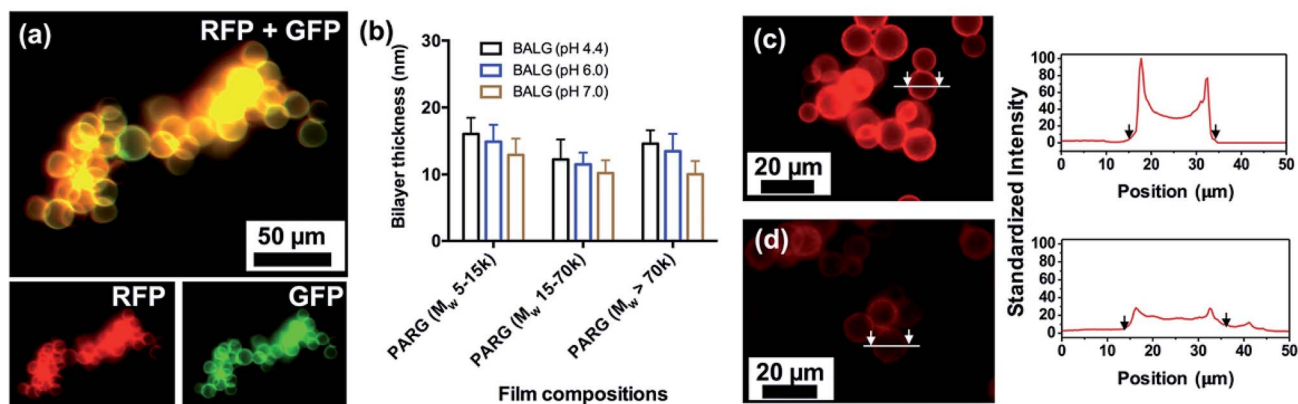 (a)
RFP + GFP
50 µm
RFP
GFP
(b)
Bilayer thickness (nm)
30
20
10
0
BALG (pH 4.4)
BALG (pH 6.0)
BALG (pH 7.0)
PARG (Mw 5-15k)
PARG (Mw 15-70k)
PARG (Mw > 70k)
Film compositions
(c)
20 µm
(d)
20 µm
Standardized Intensity
100
80
60
40
20
0
0 10 20 30 40 50
Position (µm)
100
80
60
40
20
0
0 10 20 30 40 50
Position (µm)